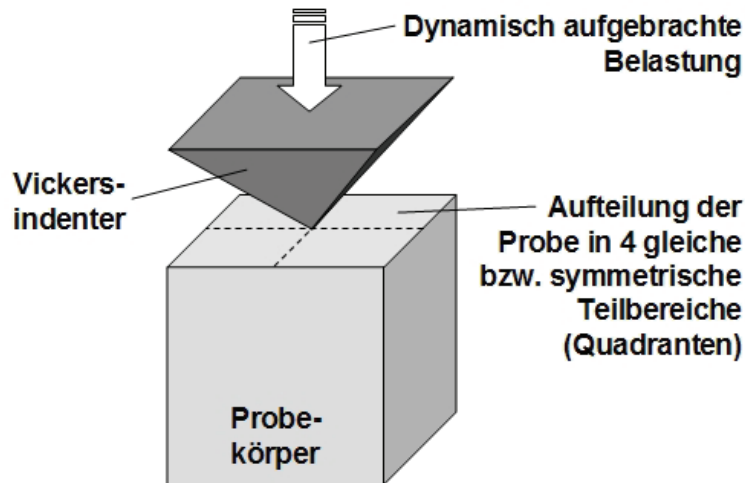 Dynamisch aufgebrachte
Belastung
Vickers-
indenter
Aufteilung der
Probe in 4 gleiche
bzw. symmetrische
Teilbereiche
(Quadranten)
Probe-
körper